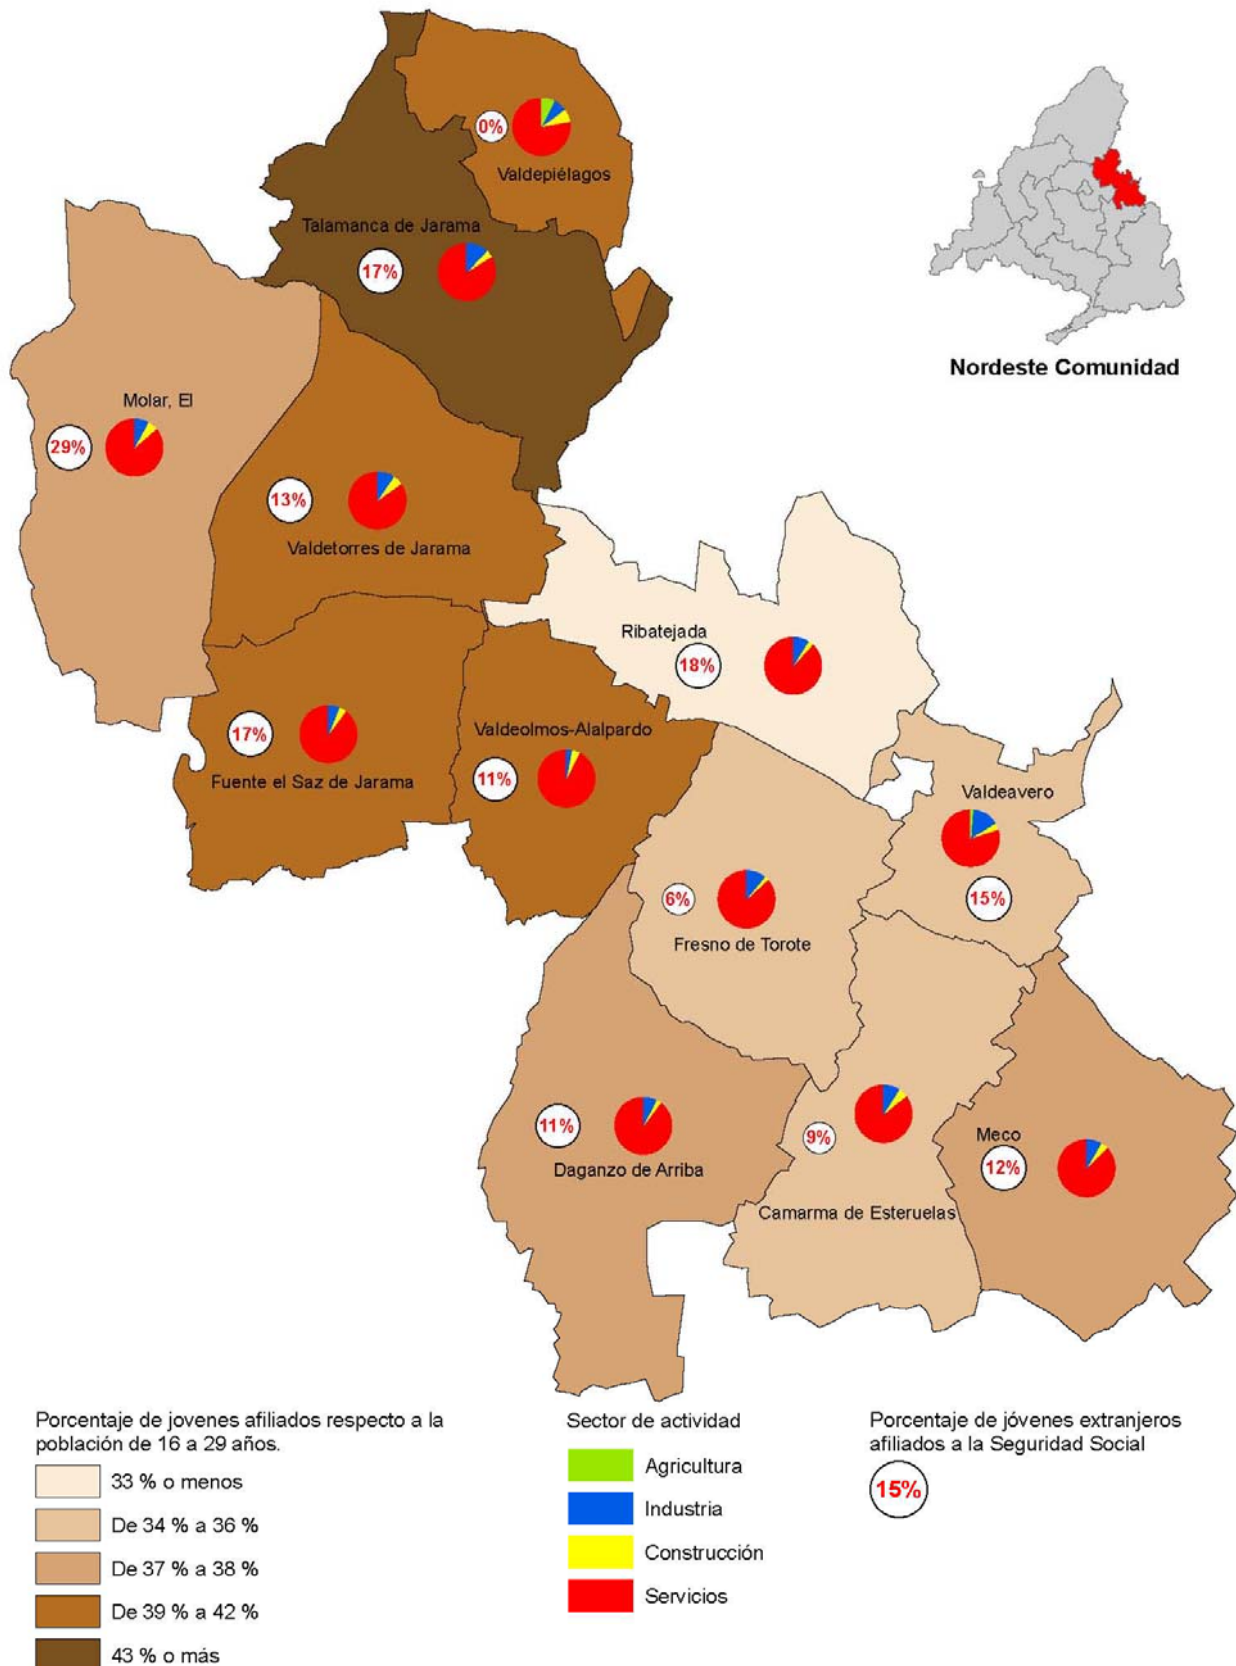 0%
Valdepiélagos
Talamanca de Jarama
17%
Nordeste Comunidad
Molar, El
29%
13%
Valdetorres de Jarama
Ribatejada
18%
17%
Fuente el Saz de Jarama
Valdeolmos-Alalpardo
11%
Valdeavero
15%
6%
Fresno de Torote
11%
Daganzo de Arriba
9%
Camarma de Esteruelas
Meco
12%
Porcentaje de jovenes afiliados respecto a la
población de 16 a 29 años.
33 % o menos
De 34 % a 36 %
De 37 % a 38 %
De 39 % a 42 %
43 % o más
Sector de actividad
Agricultura
Industria
Construcción
Servicios
Porcentaje de jóvenes extranjeros
afiliados a la Seguridad Social
15%